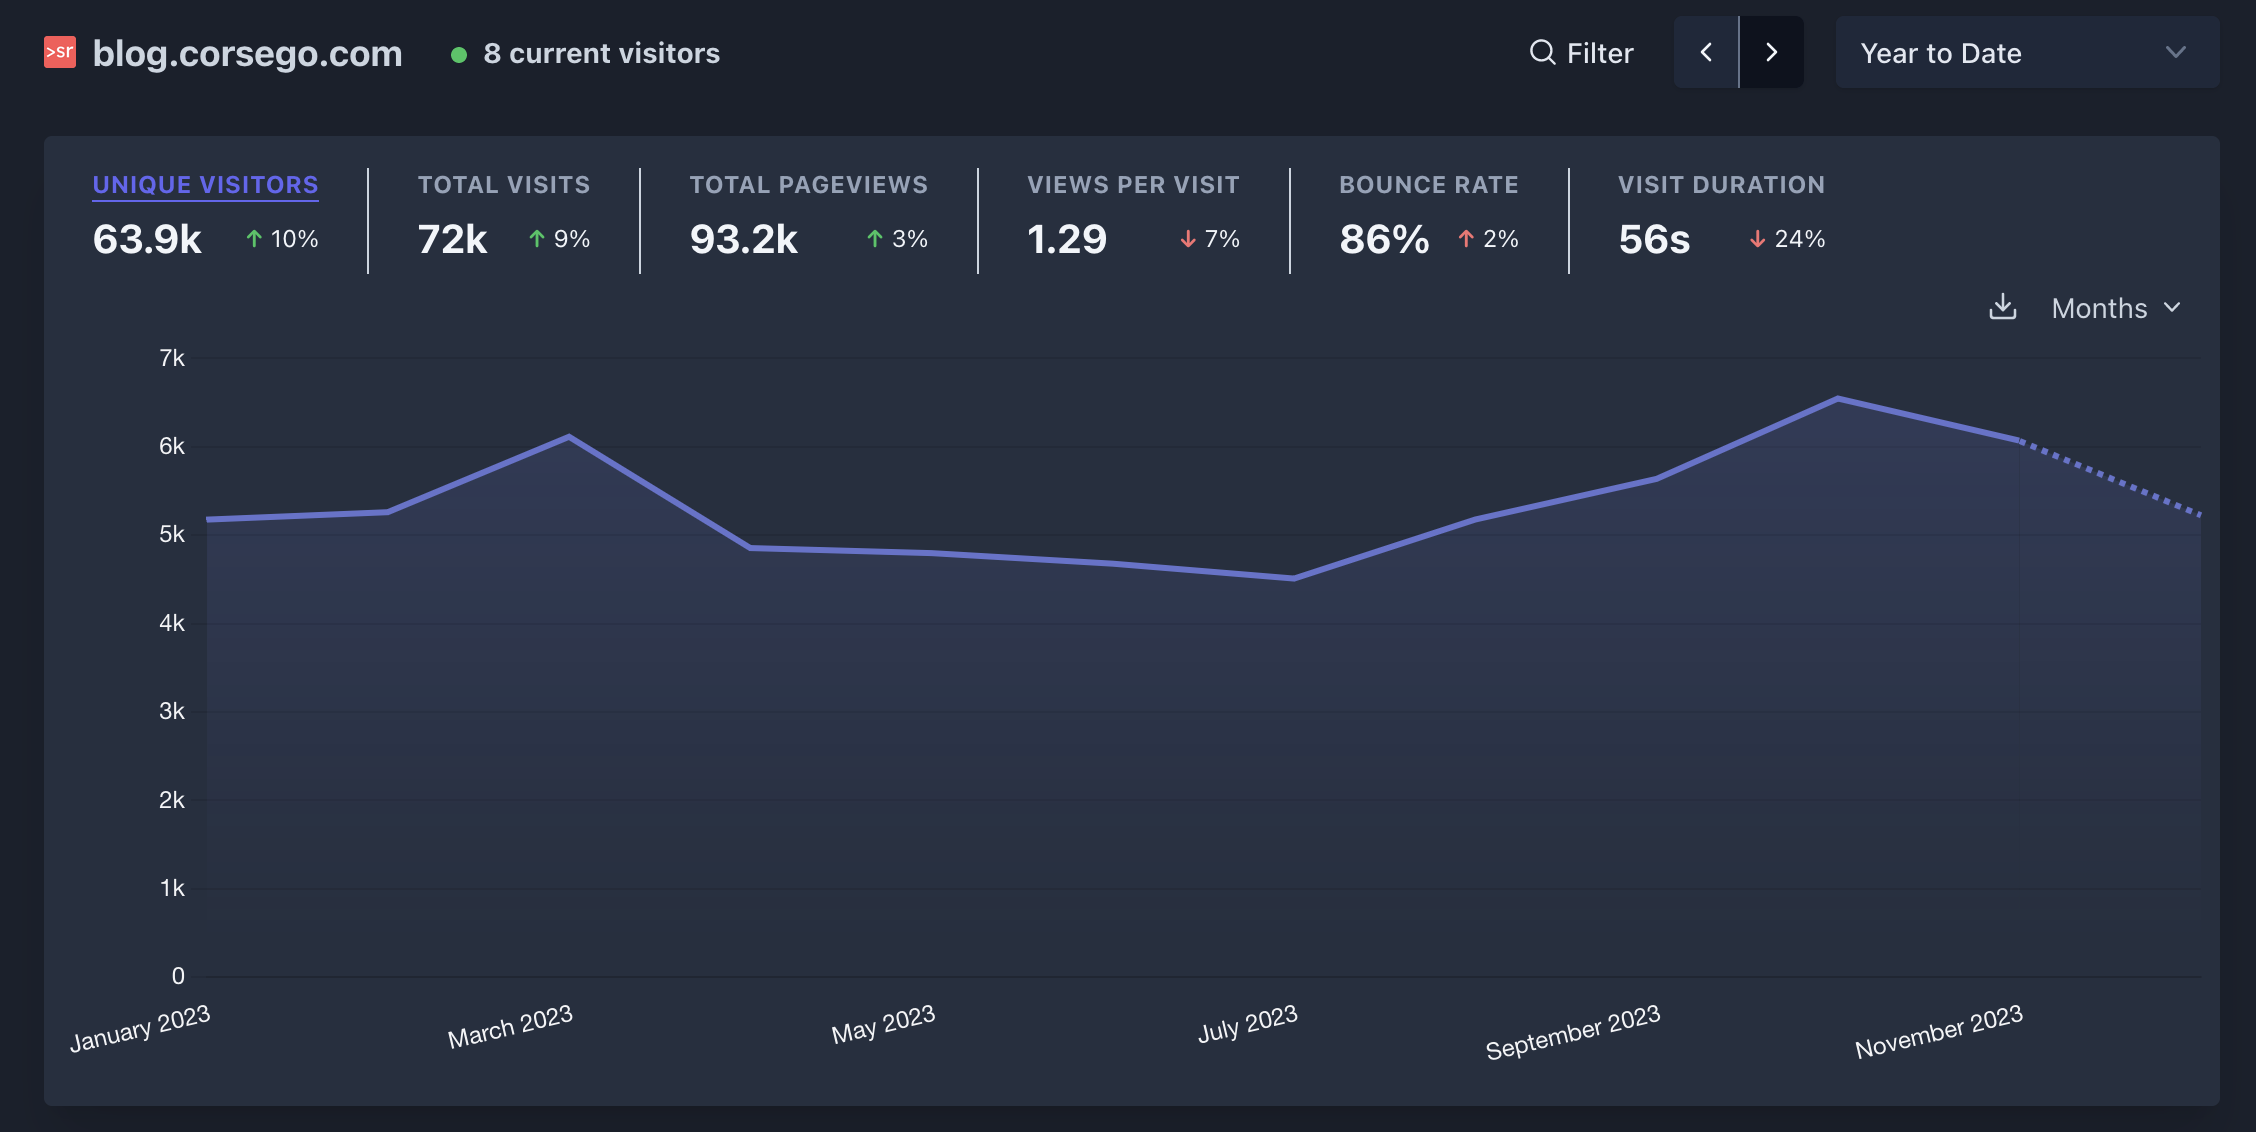 >sr blog.corsego.com 8 current visitors Filter Year to Date
UNIQUE VISITORS TOTAL VISITS TOTAL PAGEVIEWS VIEWS PER VISIT BOUNCE RATE VISIT DURATION
63.9k ↑ 10% 72k ↑ 9% 93.2k ↑ 3% 1.29 ↓ 7% 86% ↑ 2% 56s ↓ 24%
Months
7k
6k
5k
4k
3k
2k
1k
0
January 2023 March 2023 May 2023 July 2023 September 2023 November 2023